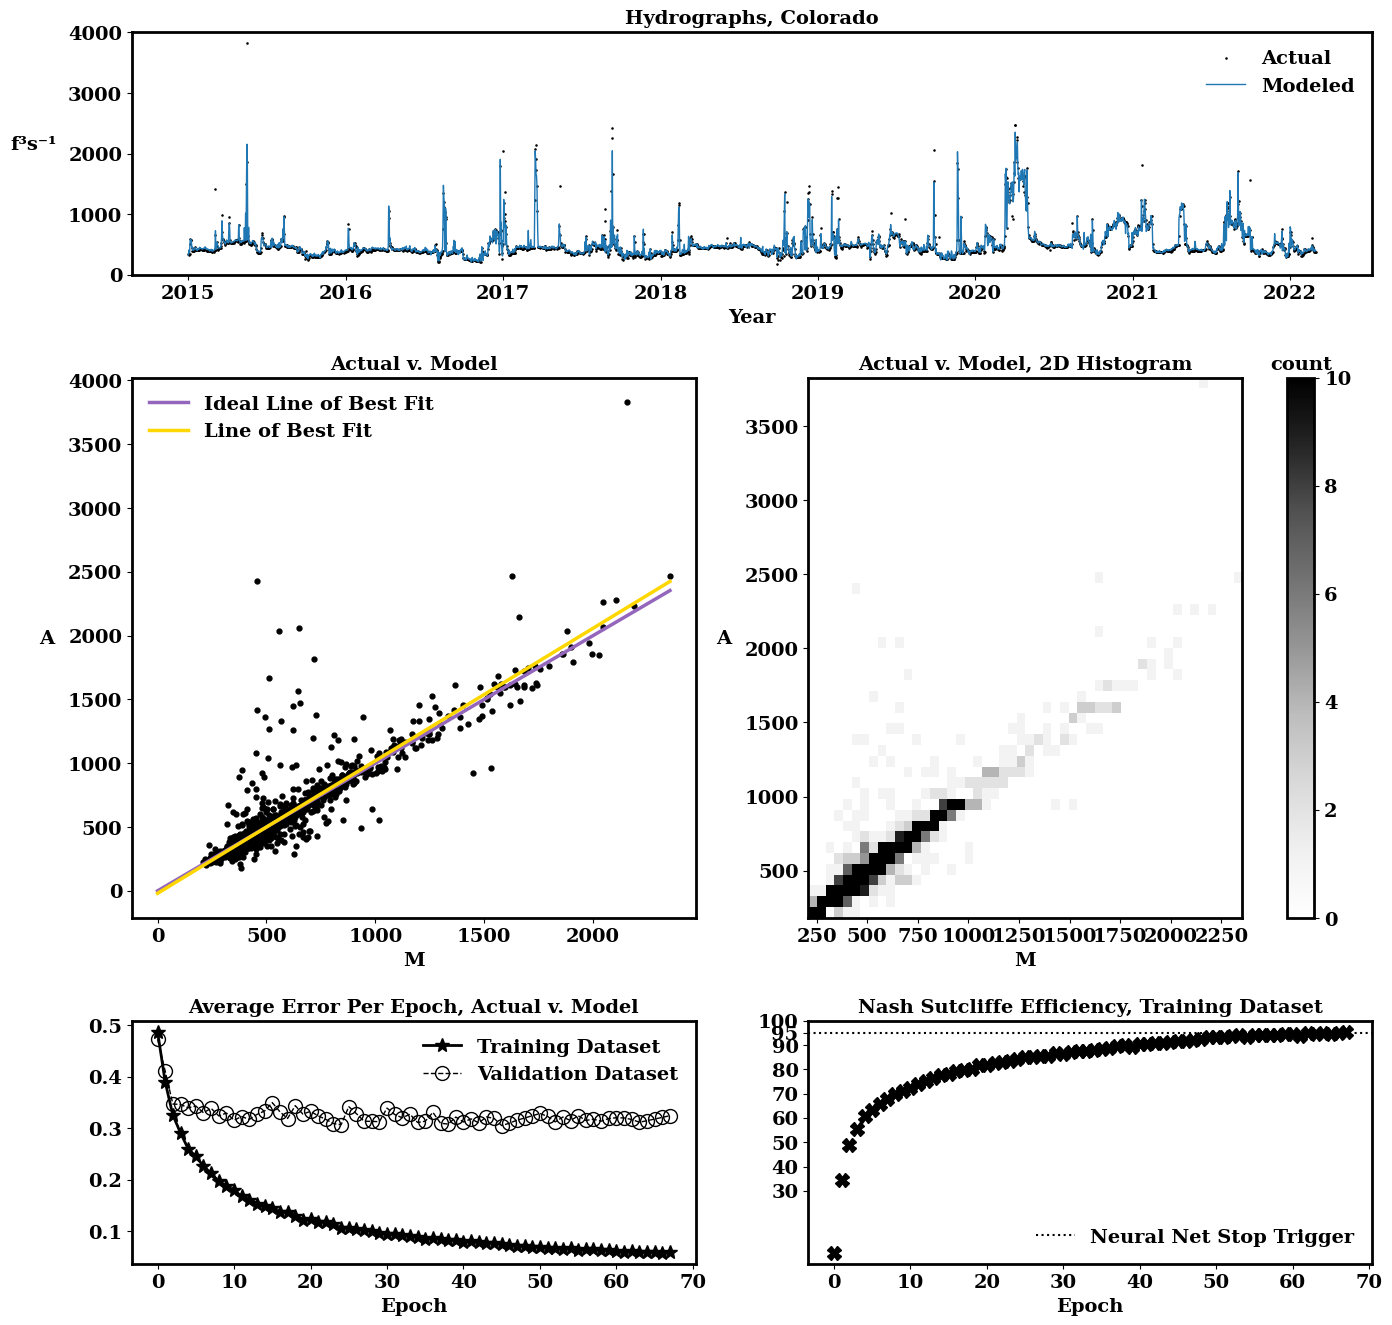 Hydrographs, Colorado
4000
3000
2000
1000
0
f³s⁻¹
Actual
Modeled
2015 2016 2017 2018 2019 2020 2021 2022
Year
Actual v. Model
4000
3500
3000
2500
2000
1500
1000
500
0
A
Ideal Line of Best Fit
Line of Best Fit
0 500 1000 1500 2000
M
Actual v. Model, 2D Histogram
3500
3000
2500
2000
1500
1000
500
A
250 500 750 1000 1250 1500 1750 2000 2250
M
count
10
8
6
4
2
0
Average Error Per Epoch, Actual v. Model
0.5
0.4
0.3
0.2
0.1
Training Dataset
Validation Dataset
0 10 20 30 40 50 60 70
Epoch
Nash Sutcliffe Efficiency, Training Dataset
100
95
90
80
70
60
50
40
30
Neural Net Stop Trigger
0 10 20 30 40 50 60 70
Epoch